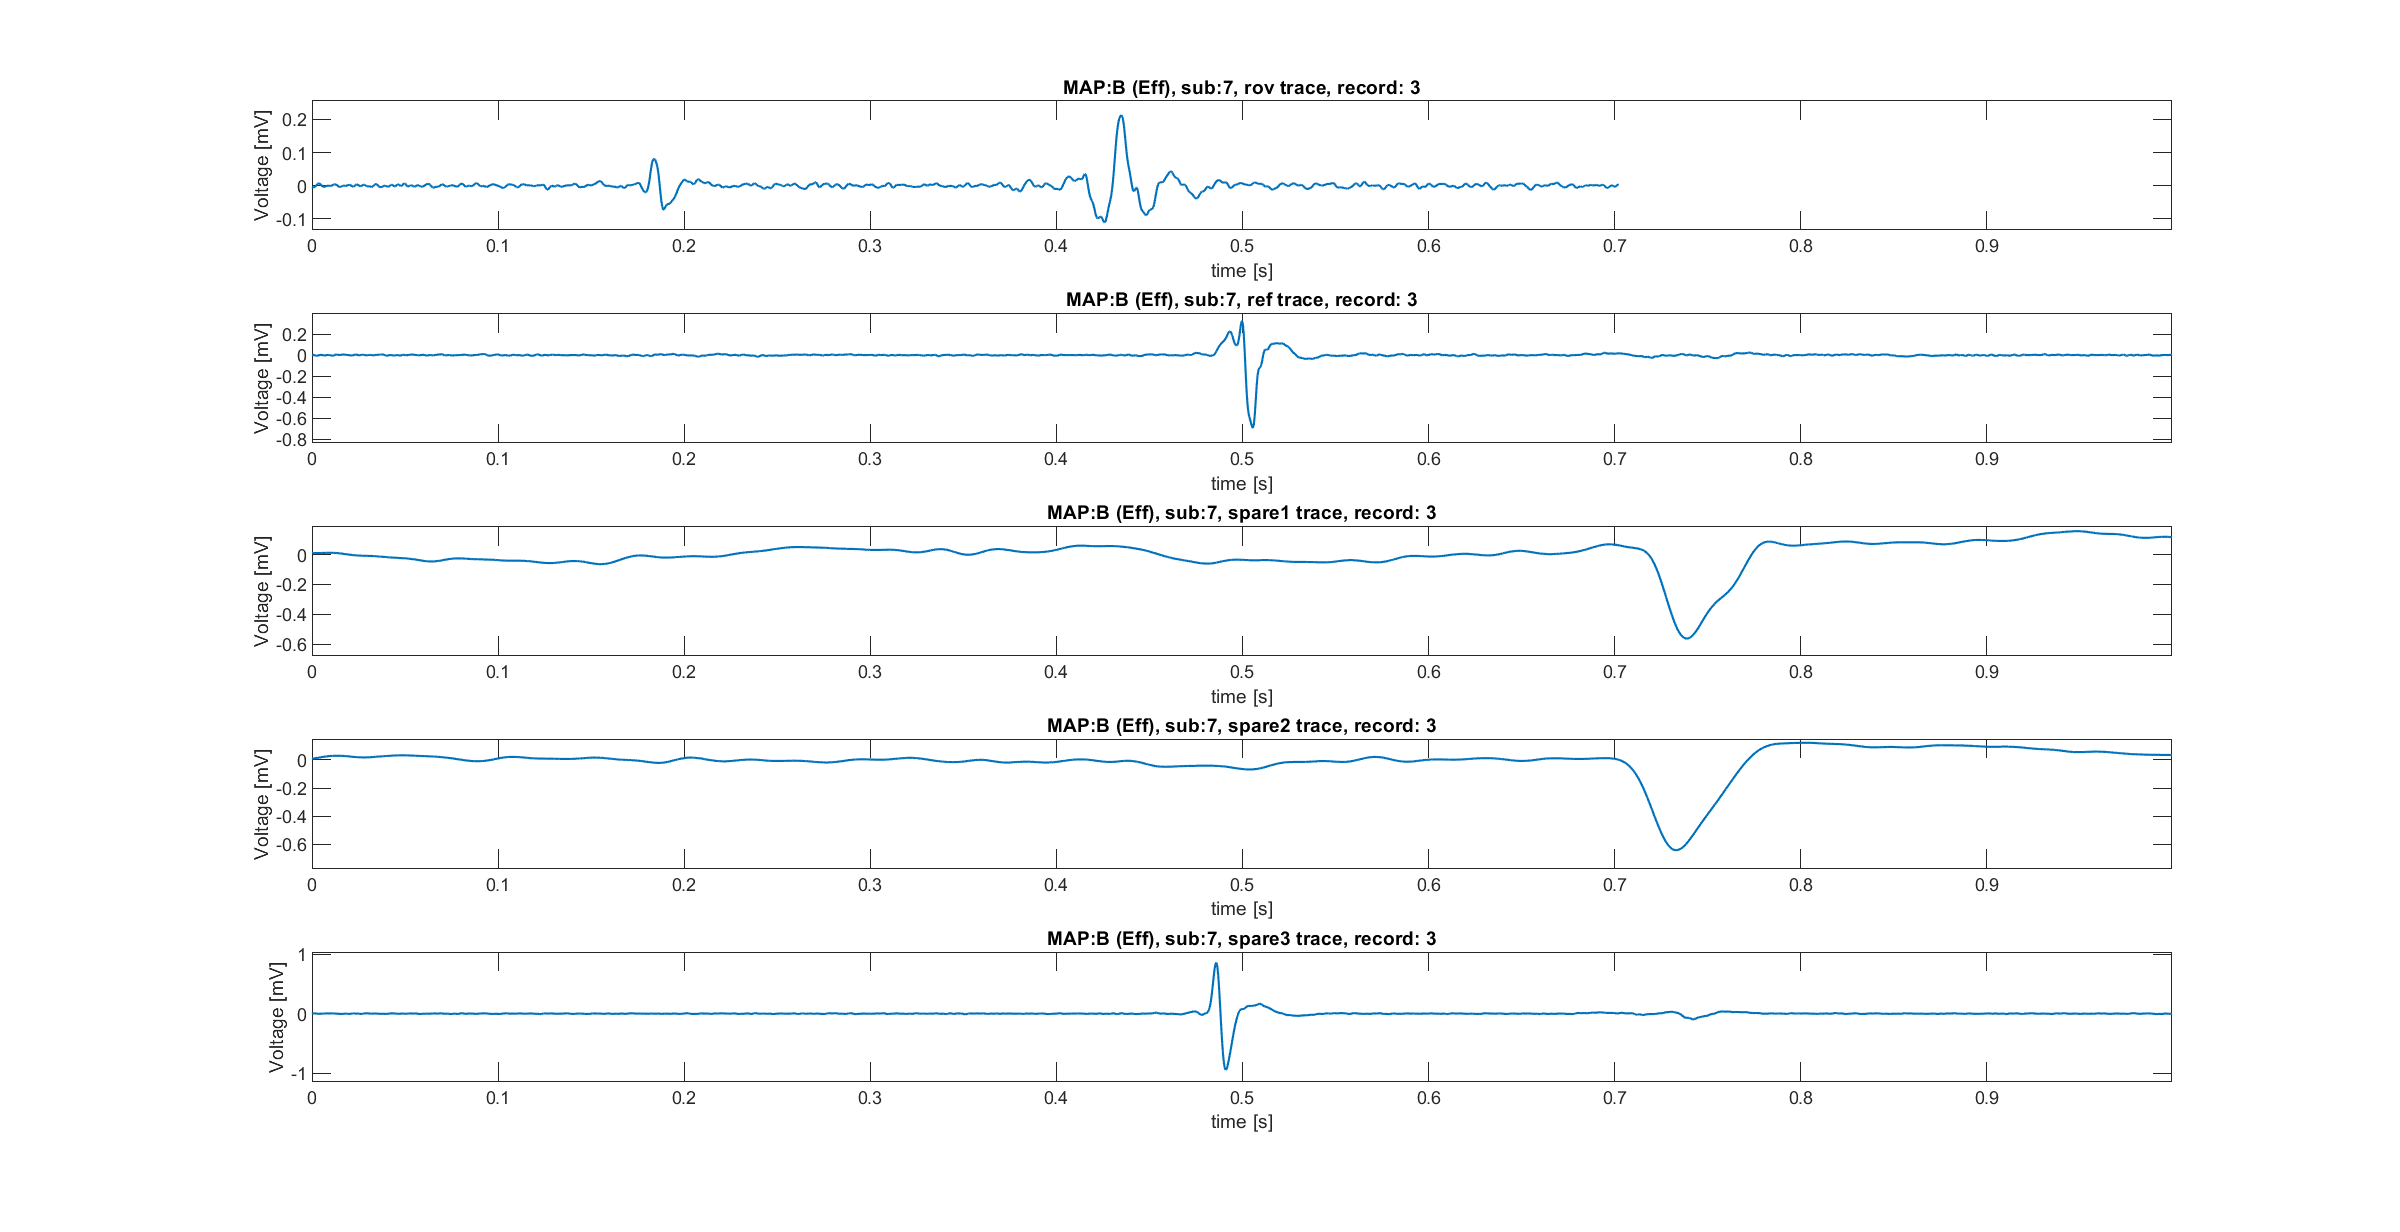 MAP:B (Eff), sub:7, rov trace, record: 3
Voltage [mV]
0.2
0.1
0
-0.1
0 0.1 0.2 0.3 0.4 0.5 0.6 0.7 0.8 0.9
time [s]
MAP:B (Eff), sub:7, ref trace, record: 3
Voltage [mV]
0.2
0
-0.2
-0.4
-0.6
-0.8
0 0.1 0.2 0.3 0.4 0.5 0.6 0.7 0.8 0.9
time [s]
MAP:B (Eff), sub:7, spare1 trace, record: 3
Voltage [mV]
0
-0.2
-0.4
-0.6
0 0.1 0.2 0.3 0.4 0.5 0.6 0.7 0.8 0.9
time [s]
MAP:B (Eff), sub:7, spare2 trace, record: 3
Voltage [mV]
0
-0.2
-0.4
-0.6
0 0.1 0.2 0.3 0.4 0.5 0.6 0.7 0.8 0.9
time [s]
MAP:B (Eff), sub:7, spare3 trace, record: 3
Voltage [mV]
1
0
-1
0 0.1 0.2 0.3 0.4 0.5 0.6 0.7 0.8 0.9
time [s]